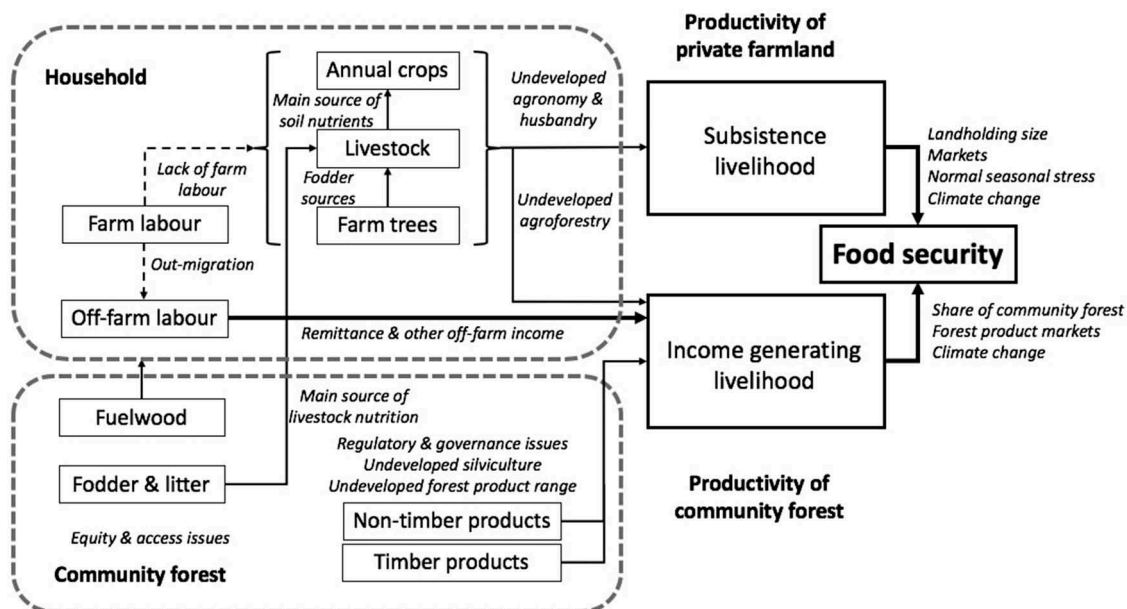 Productivity of
private farmland
Household
Annual crops
Main source of
soil nutrients
Livestock
Fodder
sources
Farm trees
Lack of farm
labour
Farm labour
Out-migration
Off-farm labour
Remittance & other off-farm income
Undeveloped
agronomy &
husbandry
Undeveloped
agroforestry
Subsistence
livelihood
Landholding size
Markets
Normal seasonal stress
Climate change
Food security
Income generating
livelihood
Share of community forest
Forest product markets
Climate change
Fuelwood
Main source of
livestock nutrition
Fodder & litter
Regulatory & governance issues
Undeveloped silviculture
Undeveloped forest product range
Non-timber products
Timber products
Equity & access issues
Community forest
Productivity of
community forest